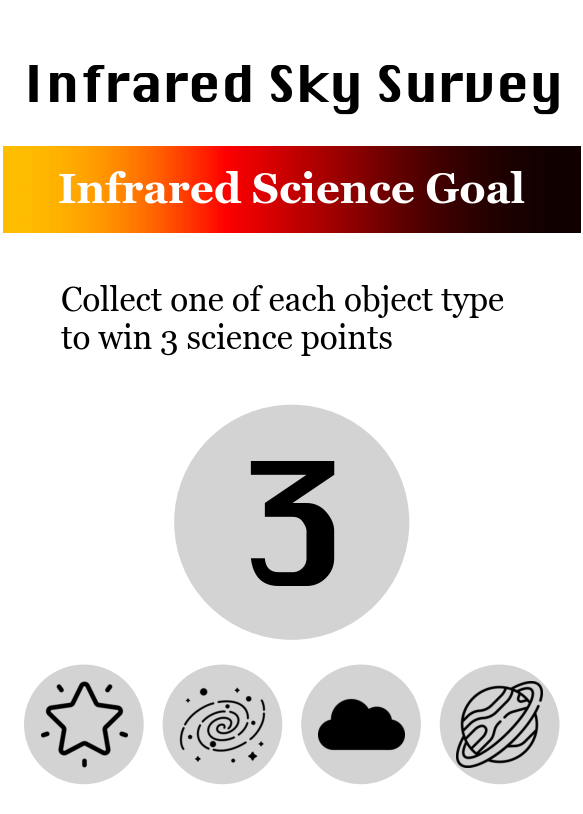 Infrared Sky Survey
Infrared Science Goal
Collect one of each object type
to win 3 science points
3